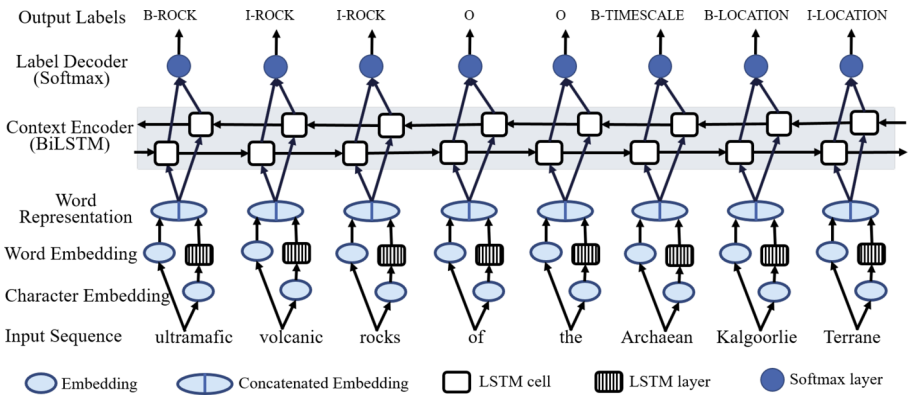 Output Labels B-ROCK I-ROCK I-ROCK O O B-TIMESCALE B-LOCATION I-LOCATION
Label Decoder
(Softmax)
Context Encoder
(BiLSTM)
Word
Representation
Word Embedding
Character Embedding
Input Sequence ultramafic volcanic rocks of the Archaean Kalgoorlie Terrane
Embedding Concatenated Embedding LSTM cell LSTM layer Softmax layer